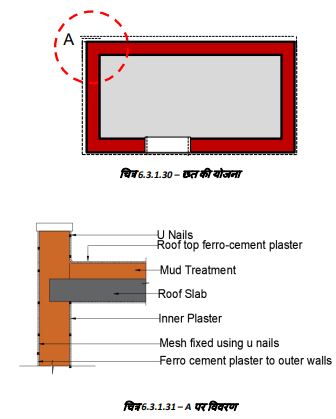 A
चित्र 6.3.1.30 – छत की योजना
U Nails
Roof top ferro-cement plaster
Mud Treatment
Roof Slab
Inner Plaster
Mesh fixed using u nails
Ferro cement plaster to outer walls
चित्र 6.3.1.31 – A पर विवरण